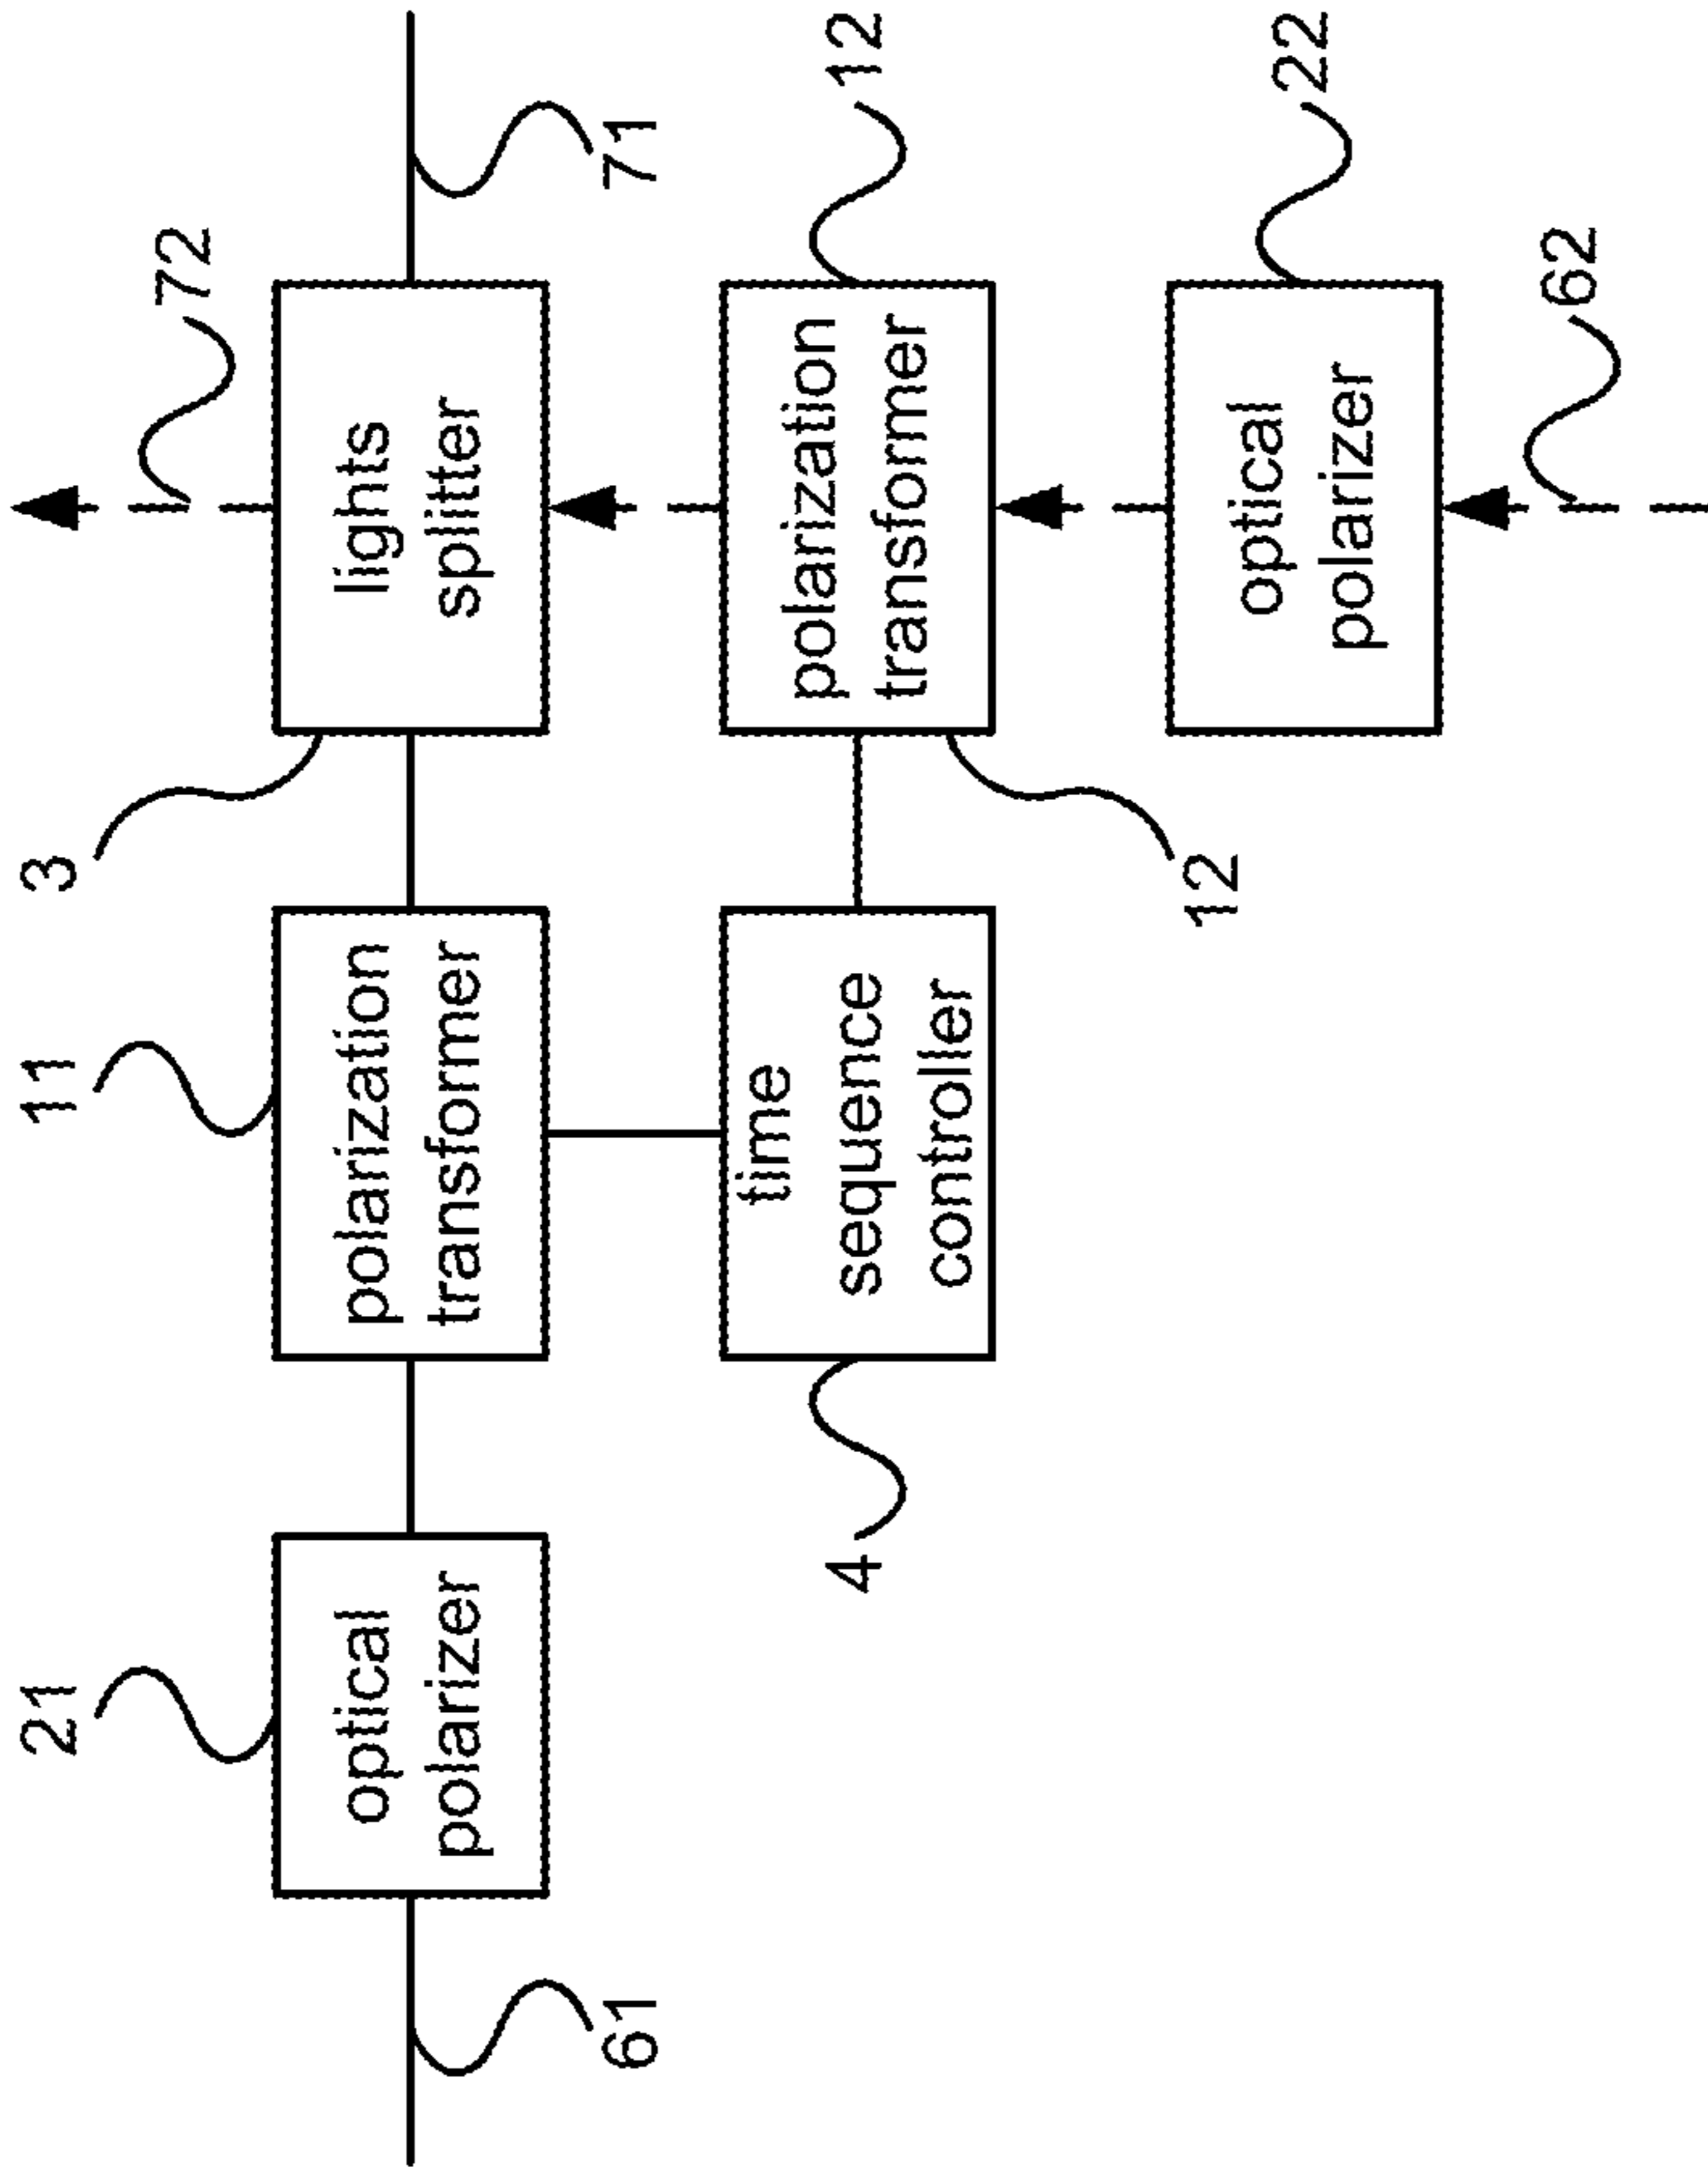 21
11
3
72
optical
polarizer
polarization
transformer
lights
splitter
61
71
4
time
sequence
controller
polarization
transformer
12
12
optical
polarizer
22
62